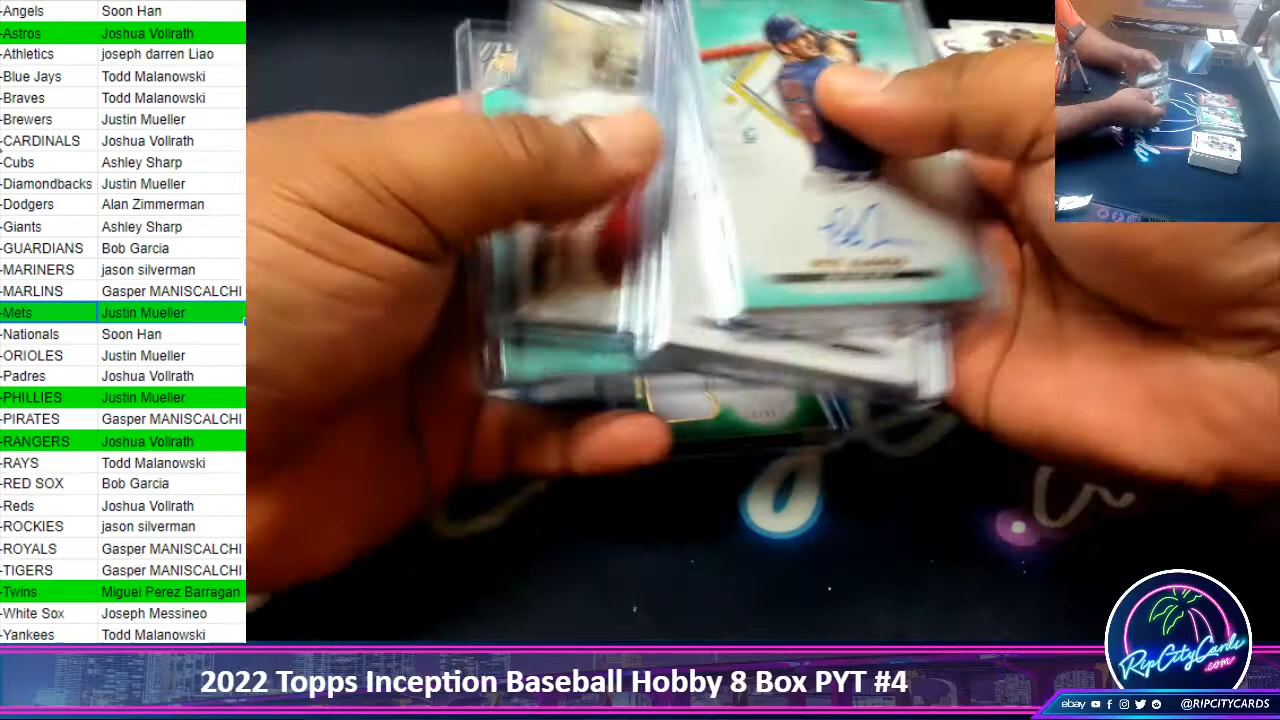 -Angels Soon Han
-Astros Joshua Vollrath
-Athletics joseph darren Liao
-Blue Jays Todd Malanowski
-Braves Todd Malanowski
-Brewers Justin Mueller
-CARDINALS Joshua Vollrath
-Cubs Ashley Sharp
-Diamondbacks Justin Mueller
-Dodgers Alan Zimmerman
-Giants Ashley Sharp
-GUARDIANS Bob Garcia
-MARINERS jason silverman
-MARLINS Gasper MANISCALCHI
-Mets Justin Mueller
-Nationals Soon Han
-ORIOLES Justin Mueller
-Padres Joshua Vollrath
-PHILLIES Justin Mueller
-PIRATES Gasper MANISCALCHI
-RANGERS Joshua Vollrath
-RAYS Todd Malanowski
-RED SOX Bob Garcia
-Reds Joshua Vollrath
-ROCKIES jason silverman
-ROYALS Gasper MANISCALCHI
-TIGERS Gasper MANISCALCHI
-Twins Miguel Perez Barragan
-White Sox Joseph Messineo
-Yankees Todd Malanowski
2022 Topps Inception Baseball Hobby 8 Box PYT #4
RipCityCards
.com
ebay @RIPCITYCARDS